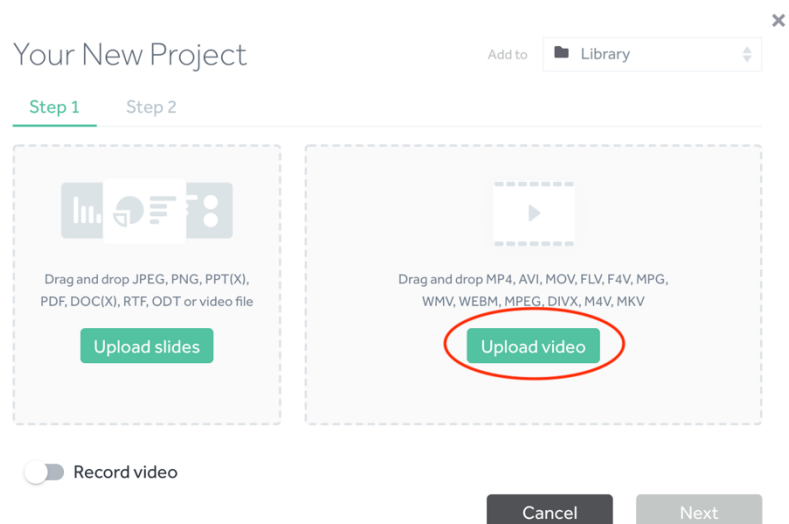 Your New Project
Add to
Library
Step 1
Step 2
Drag and drop JPEG, PNG, PPT(X),
PDF, DOC(X), RTF, ODT or video file
Upload slides
Drag and drop MP4, AVI, MOV, FLV, F4V, MPG,
WMV, WEBM, MPEG, DIVX, M4V, MKV
Upload video
Record video
Cancel
Next